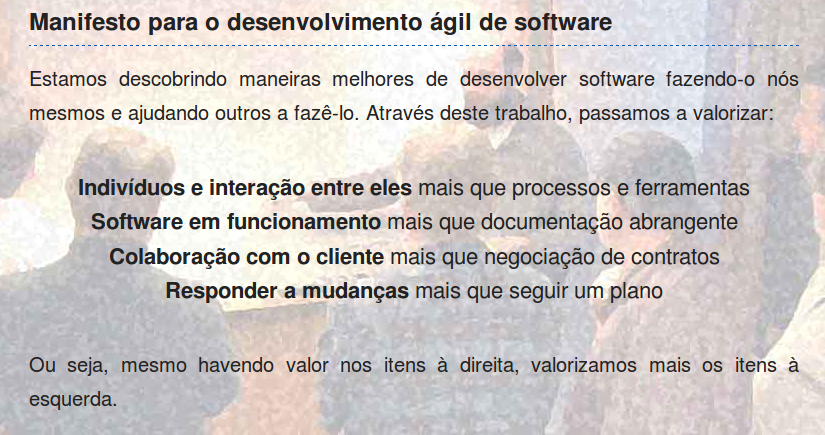 Manifesto para o desenvolvimento ágil de software
Estamos descobrindo maneiras melhores de desenvolver software fazendo-o nós
mesmos e ajudando outros a fazê-lo. Através deste trabalho, passamos a valorizar:
Indivíduos e interação entre eles mais que processos e ferramentas
Software em funcionamento mais que documentação abrangente
Colaboração com o cliente mais que negociação de contratos
Responder a mudanças mais que seguir um plano
Ou seja, mesmo havendo valor nos itens à direita, valorizamos mais os itens à
esquerda.